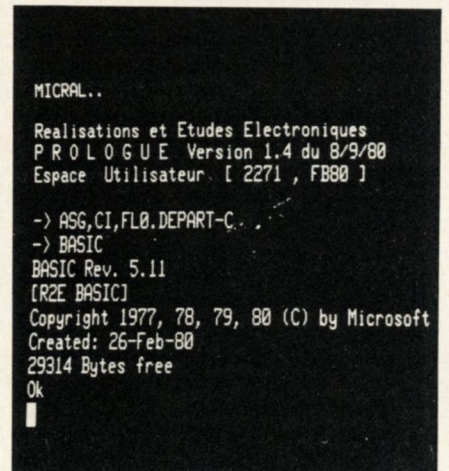 MICRAL..
Realisations et Etudes Electroniques
P R O L O G U E Version 1.4 du 8/9/80
Espace Utilisateur [ 2271 , FB80 ]
-> ASG,CI,FL0.DEPART-C
-> BASIC
BASIC Rev. 5.11
[R2E BASIC]
Copyright 1977, 78, 79, 80 (C) by Microsoft
Created: 26-Feb-80
29314 Bytes free
Ok